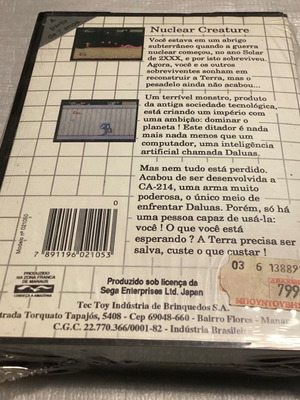 Nuclear Creature
Você estava em um abrigo
subterrâneo quando a guerra
nuclear começou, no ano Solar
de 2XXX, e por isto sobreviveu.
Agora, você e os outros
sobreviventes sonham em
reconstruir a Terra, mas o
pesadelo ainda não acabou...
Um terrível monstro, produto
da antiga sociedade tecnológica,
está criando um império com
uma ambição: dominar o
planeta ! Este ditador é nada
mais nada menos que um
computador, uma inteligência
artificial chamada Daluas.
Mas nem tudo está perdido.
Acabou de ser desenvolvida a
CA-214, uma arma muito
poderosa, o único meio de
enfrentar Daluas. Porém, só há
uma pessoa capaz de usá-la:
você ! O que você está
esperando ? A Terra precisa ser
salva, custe o que custar !
Modelo nº 021050
0
7 891196 021053
PRODUZIDO
NA ZONA FRANCA
DE MANAUS
CONHEÇA A AMAZÔNIA
Produzido sob licença da
Sega Enterprises Ltd. Japan
03 6 13889
799
Tec Toy Indústria de Brinquedos S.A.
Torquato Tapajós, 5408 - Cep 69048-660 - Bairro Flores -
C.G.C. 22.770.366/0001-82 - Indústria